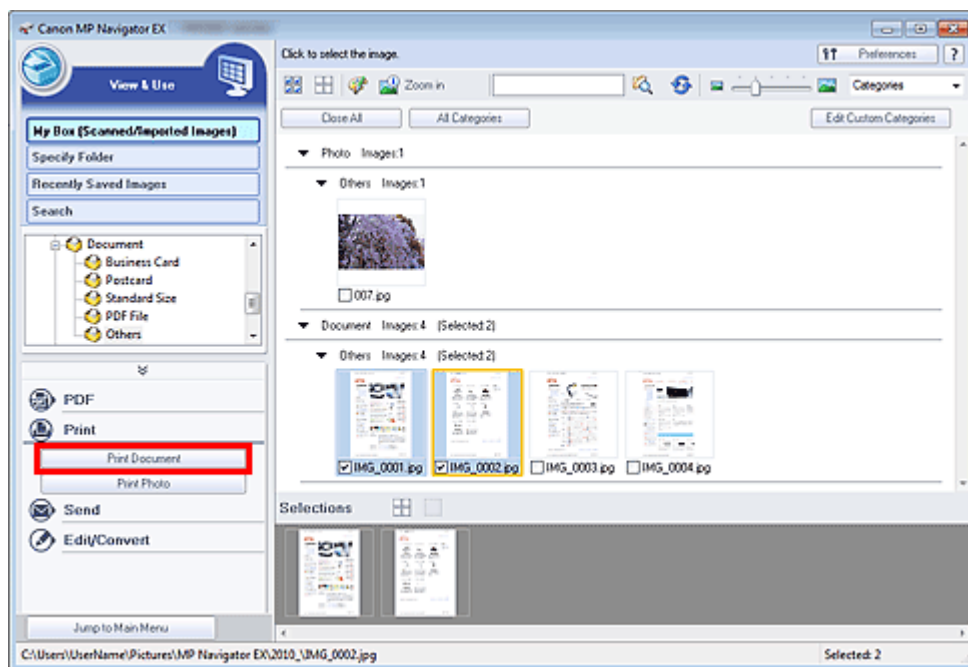 Canon MP Navigator EX
View & Use
Click to select the image.
Preferences
?
Zoom in
Categories
Close All
All Categories
Edit Custom Categories
My Box (Scanned/Imported Images)
Specify Folder
Recently Saved Images
Search
Document
Business Card
Postcard
Standard Size
PDF File
Others
PDF
Print
Print Document
Print Photo
Send
Edit/Convert
Jump to Main Menu
Photo Images:1
Others Images:1
007.jpg
Document Images:4 (Selected:2)
Others Images:4 (Selected:2)
IMG_0001.jpg
IMG_0002.jpg
IMG_0003.jpg
IMG_0004.jpg
Selections
C:\Users\UserName\Pictures\MP Navigator EX\2010_\IMG_0002.jpg
Selected: 2